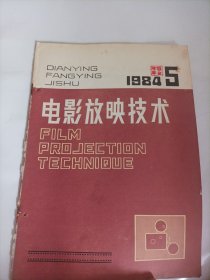 DIANYING
FANGYING
JISHU
1984 5
电影放映技术
FILM
PROJECTION
TECHNIQUE